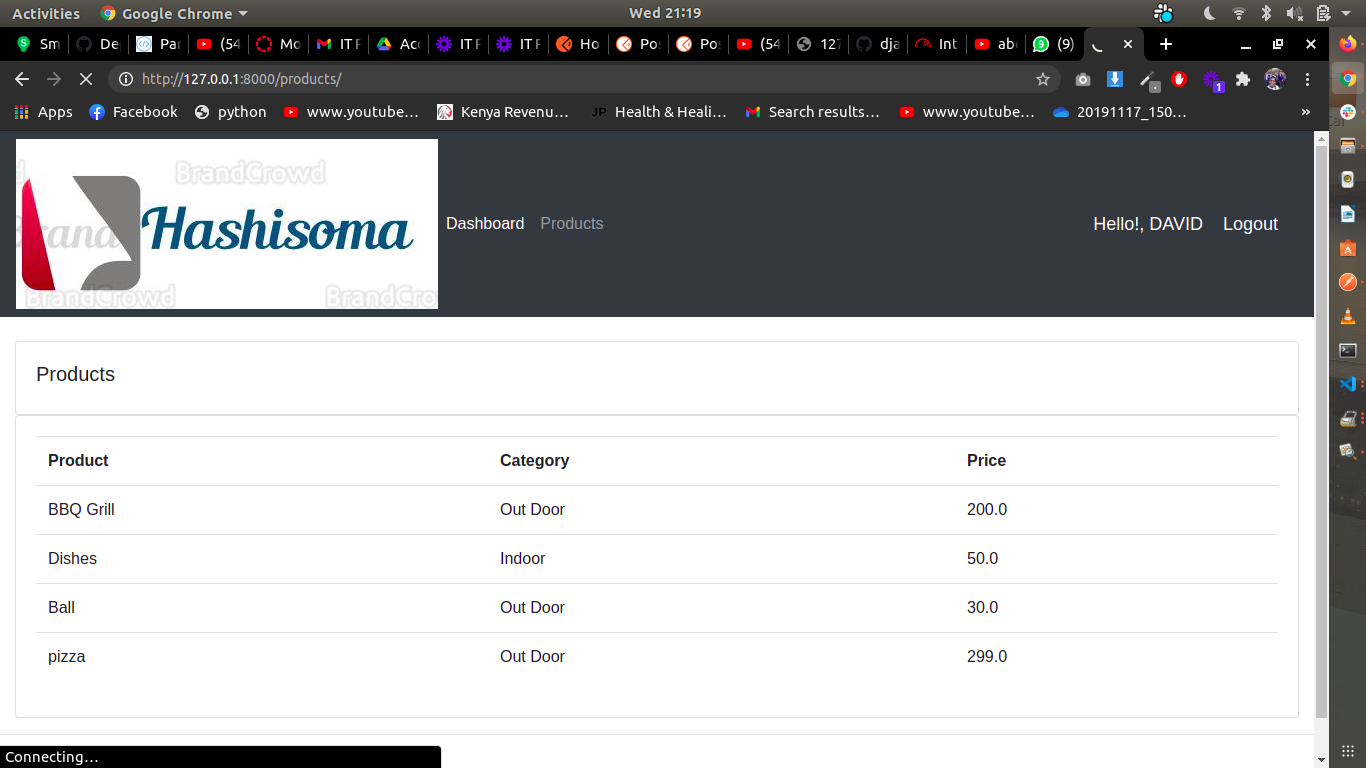 Activities Google Chrome Wed 21:19
Sm De Par (54 Mo IT F Acc IT F IT F Ho Pos Pos (54 127 dja Int abo (9)
http://127.0.0.1:8000/products/ 1
Apps Facebook python www.youtube... Kenya Revenu... JP Health & Heali... Search results... www.youtube... 20191117_150... »
BrandCrowd
Brand Hashisoma
BrandCrowd BrandCro
Dashboard Products Hello!, DAVID Logout
Products
Product Category Price
BBQ Grill Out Door 200.0
Dishes Indoor 50.0
Ball Out Door 30.0
pizza Out Door 299.0
Connecting...